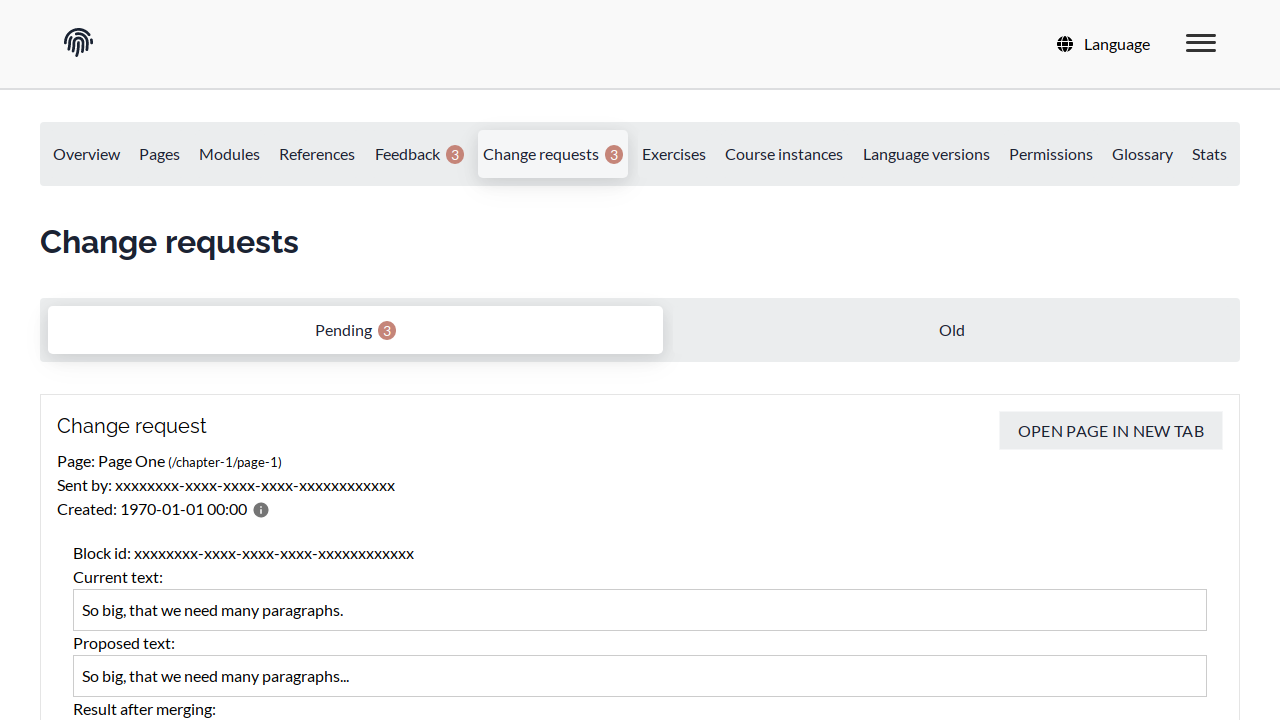 Language
Overview Pages Modules References Feedback 3 Change requests 3 Exercises Course instances Language versions Permissions Glossary Stats
Change requests
Pending 3 Old
Change request
OPEN PAGE IN NEW TAB
Page: Page One (/chapter-1/page-1)
Sent by: xxxxxxxx-xxxx-xxxx-xxxx-xxxxxxxxxxxx
Created: 1970-01-01 00:00
Block id: xxxxxxxx-xxxx-xxxx-xxxx-xxxxxxxxxxxx
Current text:
So big, that we need many paragraphs.
Proposed text:
So big, that we need many paragraphs...
Result after merging: